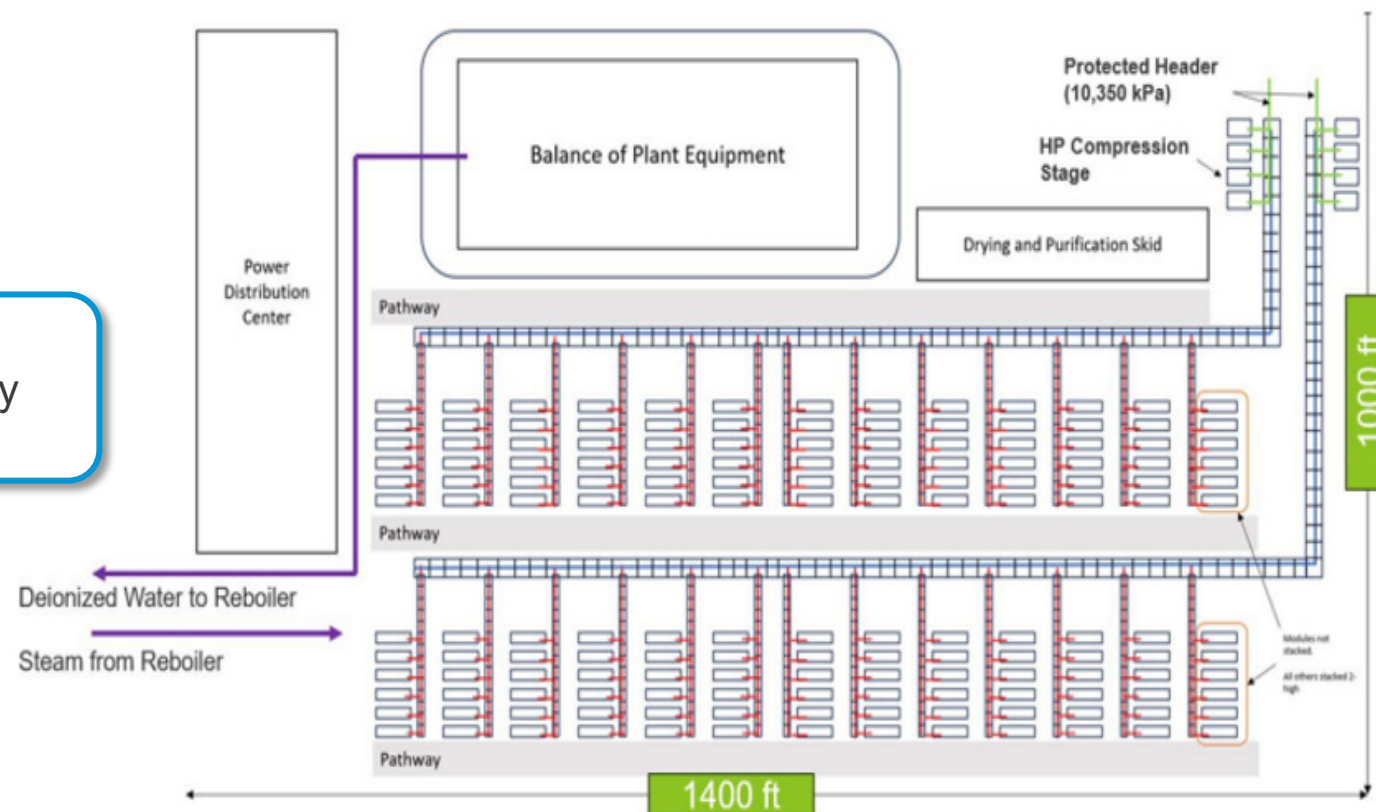 Protected Header
(10,350 kPa)
HP Compression
Stage
Balance of Plant Equipment
Drying and Purification Skid
Power
Distribution
Center
Pathway
y
1000 ft
Pathway
Deionized Water to Reboiler
Steam from Reboiler
Modules not
stacked.
All others stacked 2-
high
Pathway
1400 ft